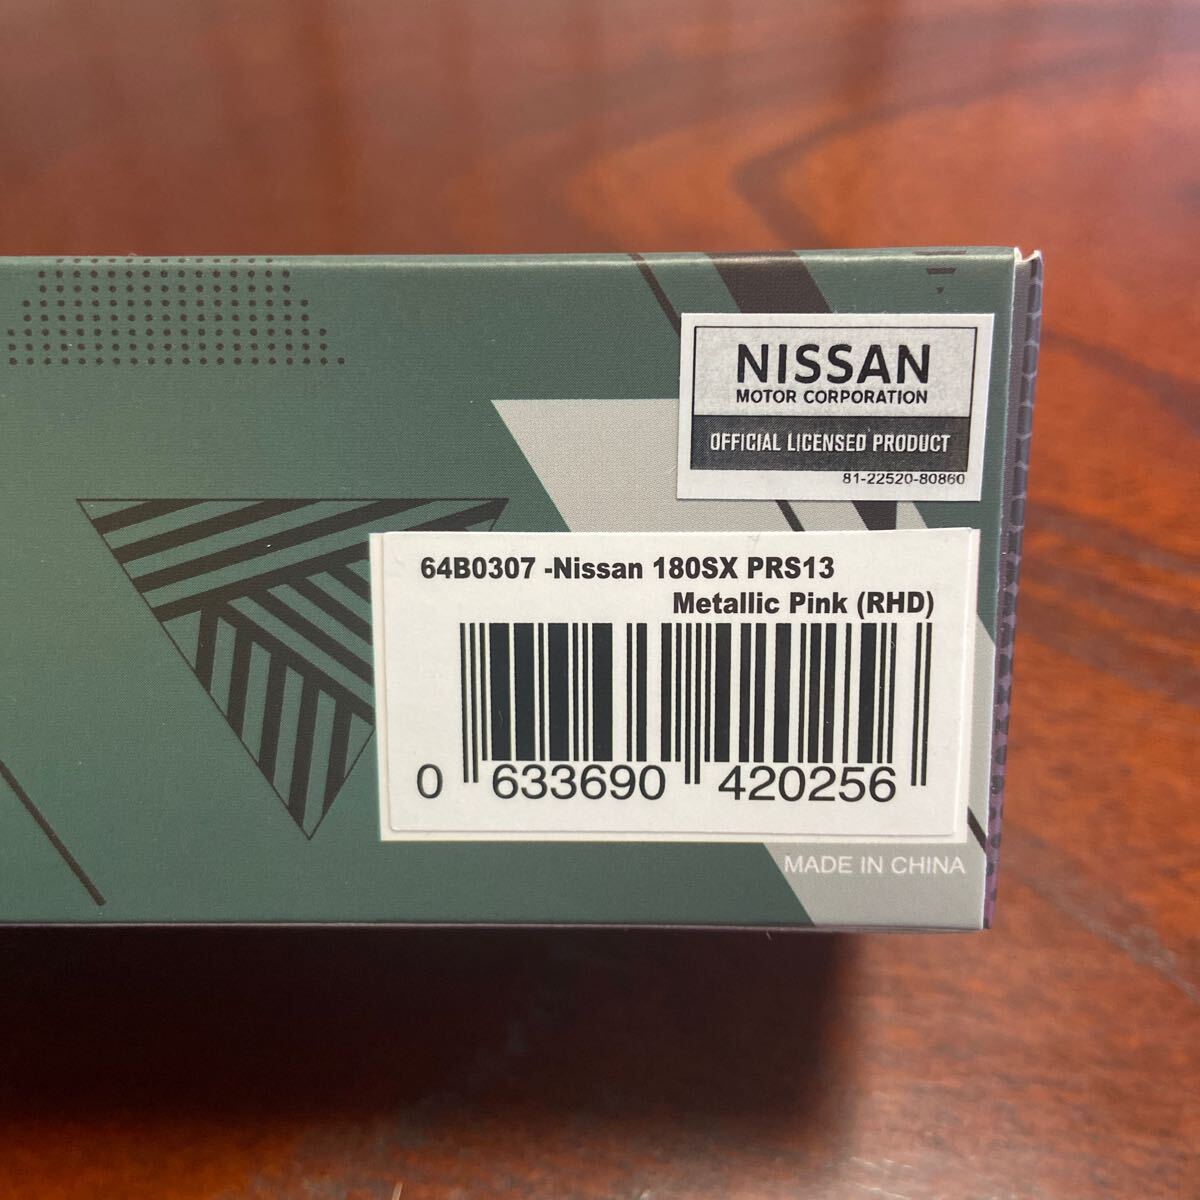 NISSAN
MOTOR CORPORATION
OFFICIAL LICENSED PRODUCT
81-22520-80860
64B0307 -Nissan 180SX PRS13
Metallic Pink (RHD)
0 633690 420256
MADE IN CHINA